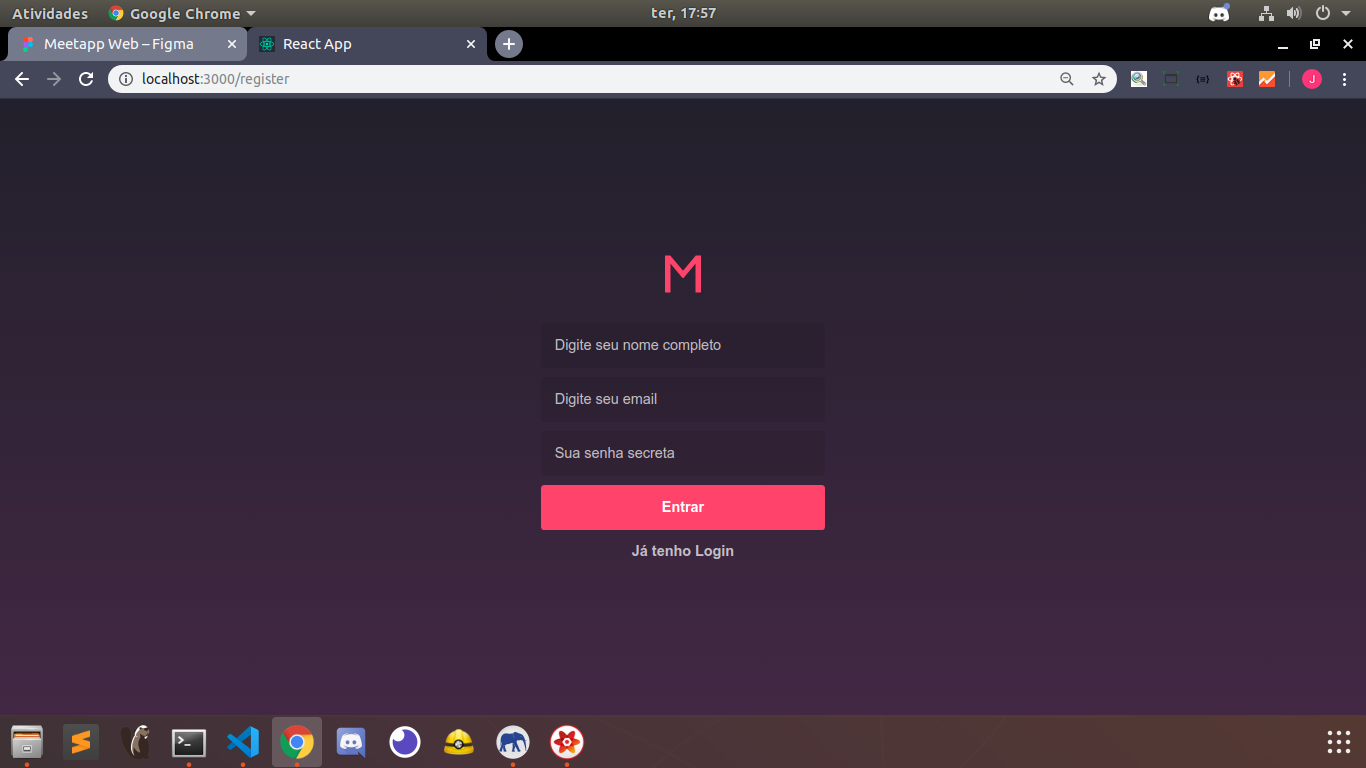 Atividades Google Chrome ter, 17:57
Meetapp Web – Figma React App
localhost:3000/register J
M
Digite seu nome completo
Digite seu email
Sua senha secreta
Entrar
Já tenho Login